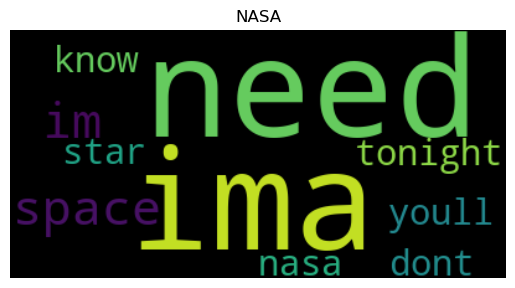 NASA
know
need
im
star
tonight
ima
space
youll
nasa
dont